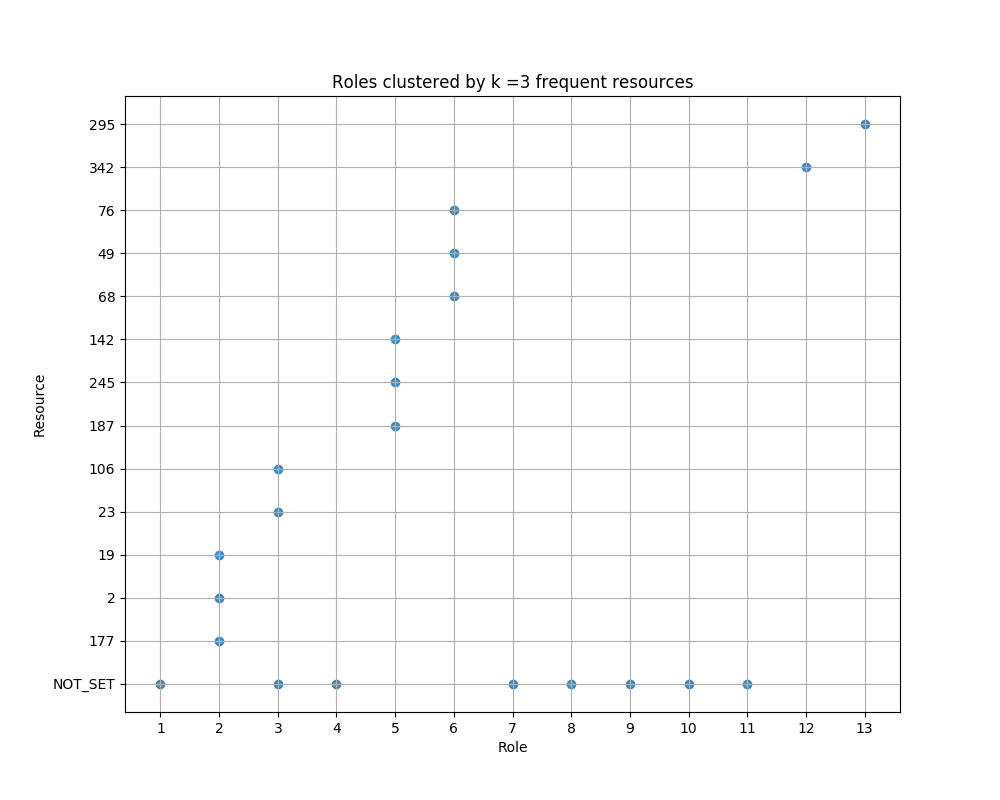 Roles clustered by k =3 frequent resources
295
342
76
49
68
142
245
187
106
23
19
2
177
NOT_SET
Resource
1 2 3 4 5 6 7 8 9 10 11 12 13
Role